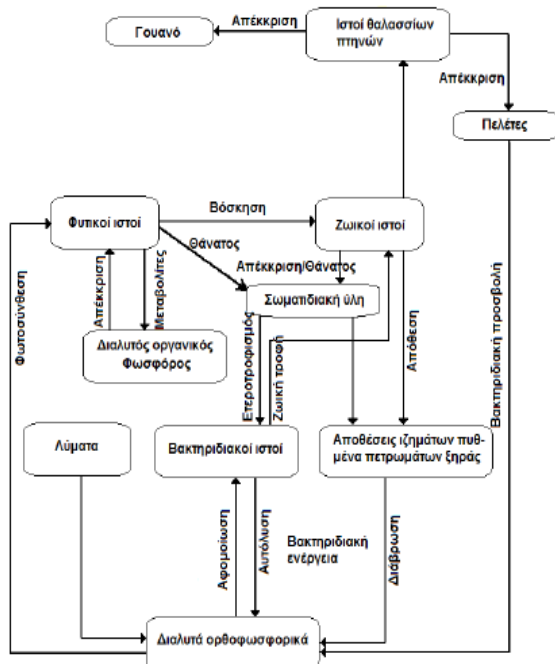 Απέκκριση
Γουανό
Ιστοί θαλασσίων
πτηνών
Απέκκριση
Πελέτες
Φυτικοί ιστοί
Βόσκηση
Ζωικοί ιστοί
Θάνατος
Απέκκριση/Θάνατος
Σωματιδιακή ύλη
Φωτοσύνθεση
Απέκκριση
Μεταβολίτες
Διαλυτός οργανικός
Φωσφόρος
Ετεροτροφισμός
Ζωική τροφή
Απόθεση
Βακτηριδιακή προσβολή
Λύματα
Βακτηριδιακοί ιστοί
Αποθέσεις ιζημάτων πυθ-
μένα πετρωμάτων ξηράς
Αφομοίωση
Αυτόλυση
Βακτηριδιακή
ενέργεια
Διάβρωση
Διαλυτά ορθοφωσφορικά